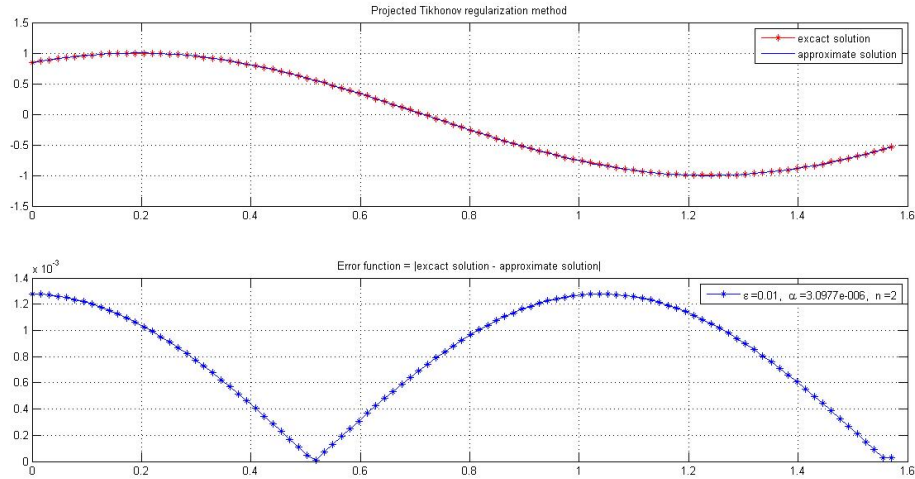 Projected Tikhonov regularization method
1.5
1
0.5
0
-0.5
-1
-1.5
excact solution
approximate solution
0 0.2 0.4 0.6 0.8 1 1.2 1.4 1.6
Error function = |excact solution - approximate solution|
x 10⁻³
1.4
1.2
1
0.8
0.6
0.4
0.2
0
ε=0.01, α=3.0977e-006, n=2
0 0.2 0.4 0.6 0.8 1 1.2 1.4 1.6